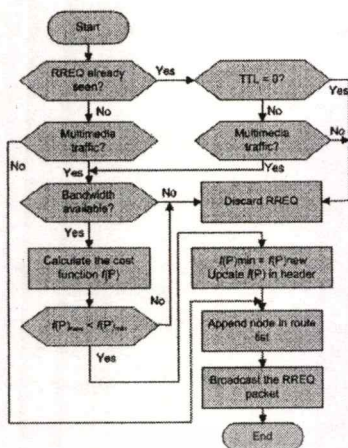 Start
RREQ already
seen?
Yes
TTL = 0?
Yes
No
No
No
Multimedia
traffic?
Multimedia
traffic?
No
Yes
Yes
Bandwidth
available?
No
Discard RREQ
Yes
Calculate the cost
function f(P)
f(P)min = f(P)new
Update f(P) in header
No
f(P)new < f(P)min
Append node in route
list
Yes
Broadcast the RREQ
packet
End